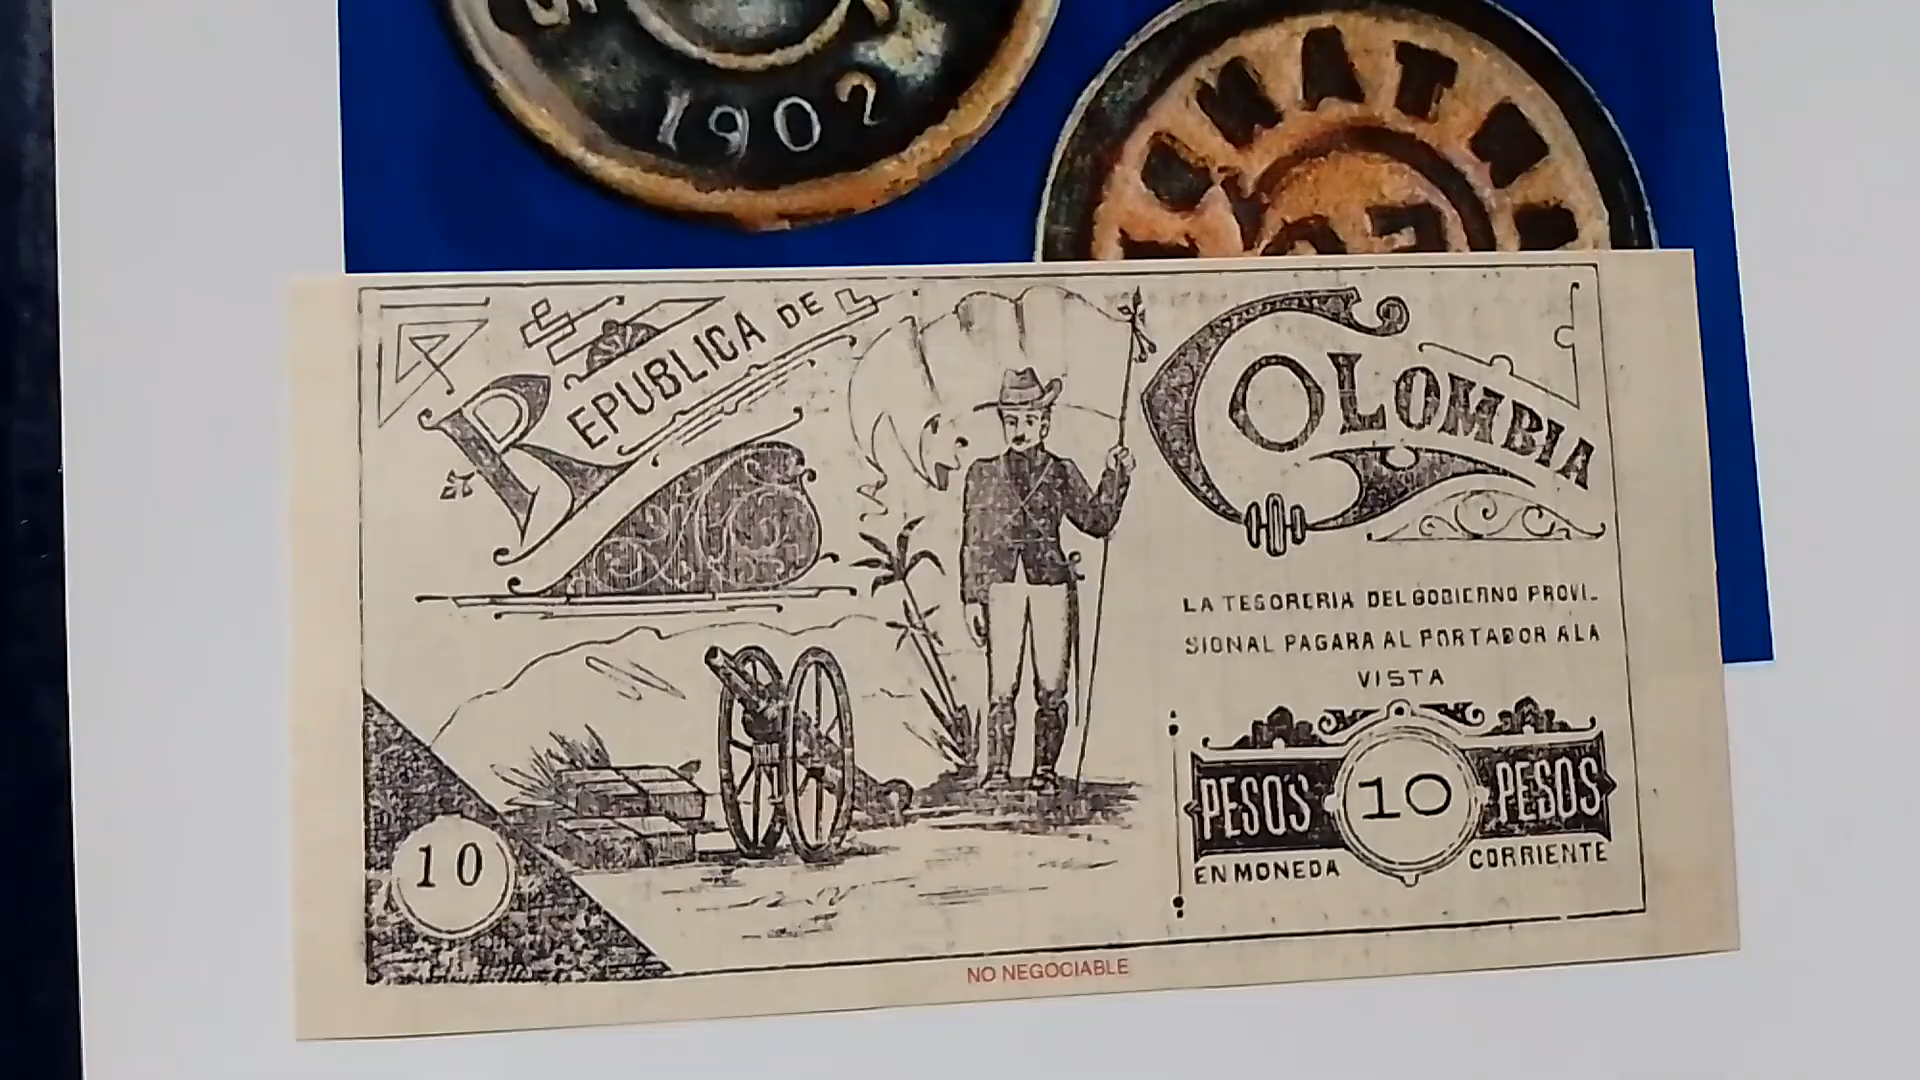 1902
REPUBLICA DE
COLOMBIA
LA TESORERIA DEL GOBIERNO PROVI-
SIONAL PAGARA AL PORTADOR A LA
VISTA
PESOS 10 PESOS
EN MONEDA CORRIENTE
10
NO NEGOCIABLE